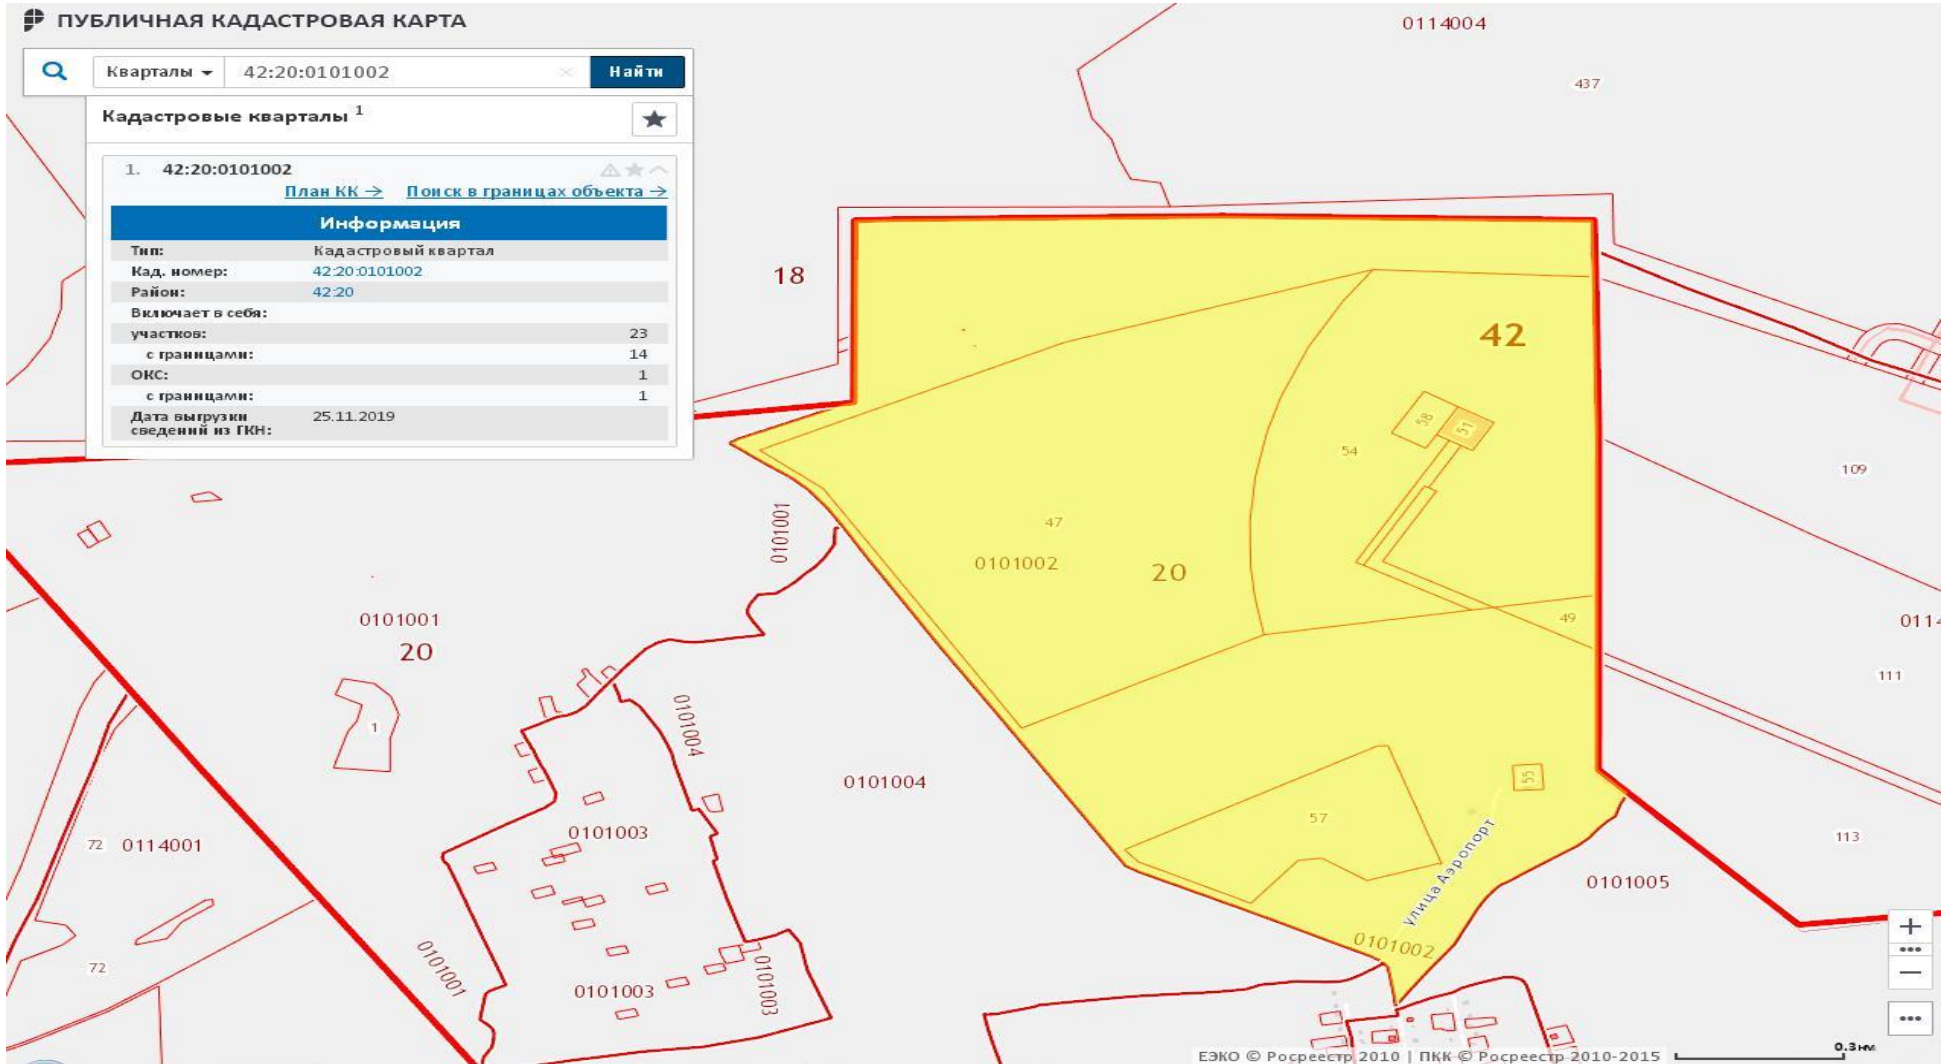 ПУБЛИЧНАЯ КАДАСТРОВАЯ КАРТА
Кварталы 42:20:0101002 Найти
Кадастровые кварталы 1
1. 42:20:0101002
План КК → Поиск в границах объекта →
Информация
Тип: Кадастровый квартал
Кад. номер: 42:20:0101002
Район: 42:20
Включает в себя:
участков: 23
с границами: 14
ОКС: 1
с границами: 1
Дата выгрузки 25.11.2019
сведений из ГКН:
0114004
437
18
42
58
51
54
109
47
0101001
0101002
20
0101001
20
49
0114
111
0101004
1
0101004
55
57
0101003
72
0114001
113
улица Аэропорт
0101005
0101002
0101001
72
0101003
0101003
ЕЭКО © Росреестр 2010 | ПКК © Росреестр 2010-2015
0.3км